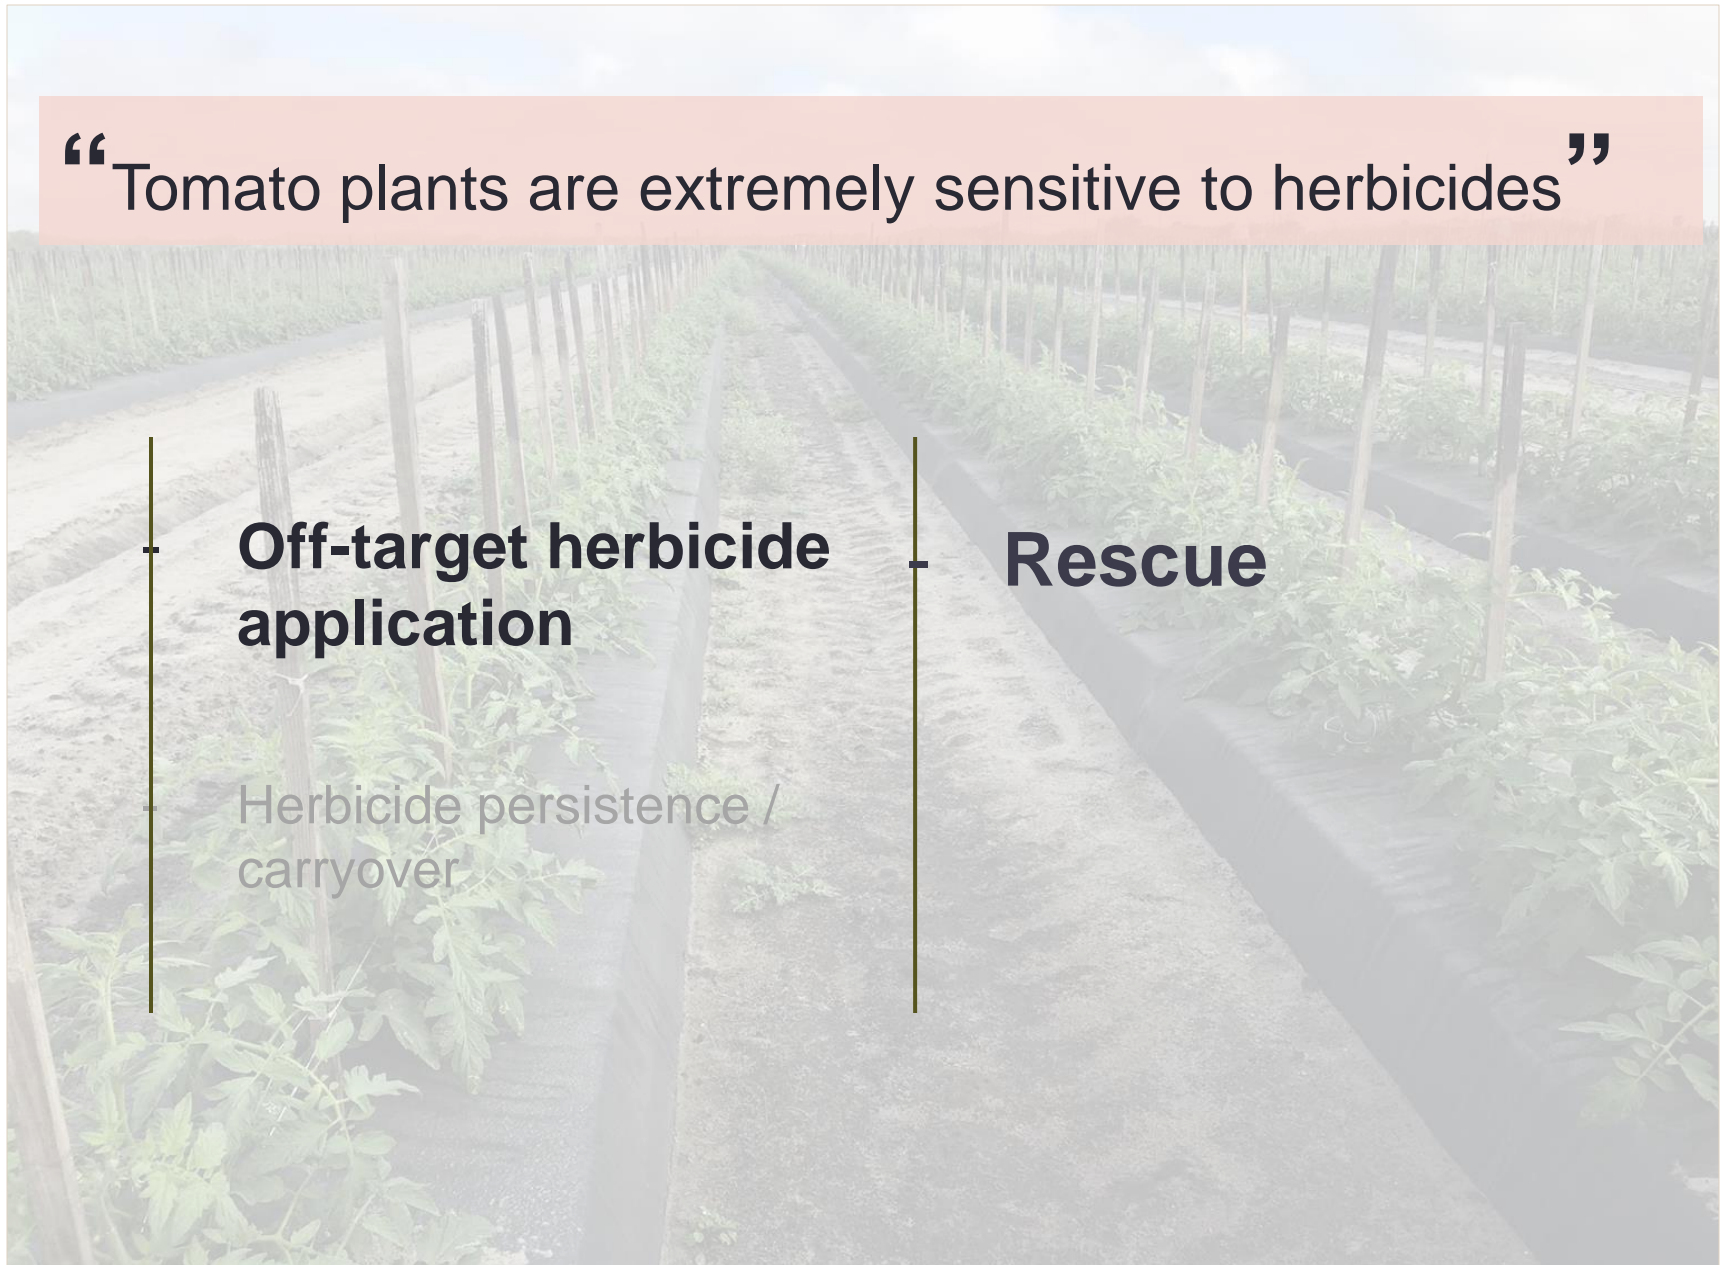 “Tomato plants are extremely sensitive to herbicides”
- Off-target herbicide
application
- Herbicide persistence /
carryover
- Rescue